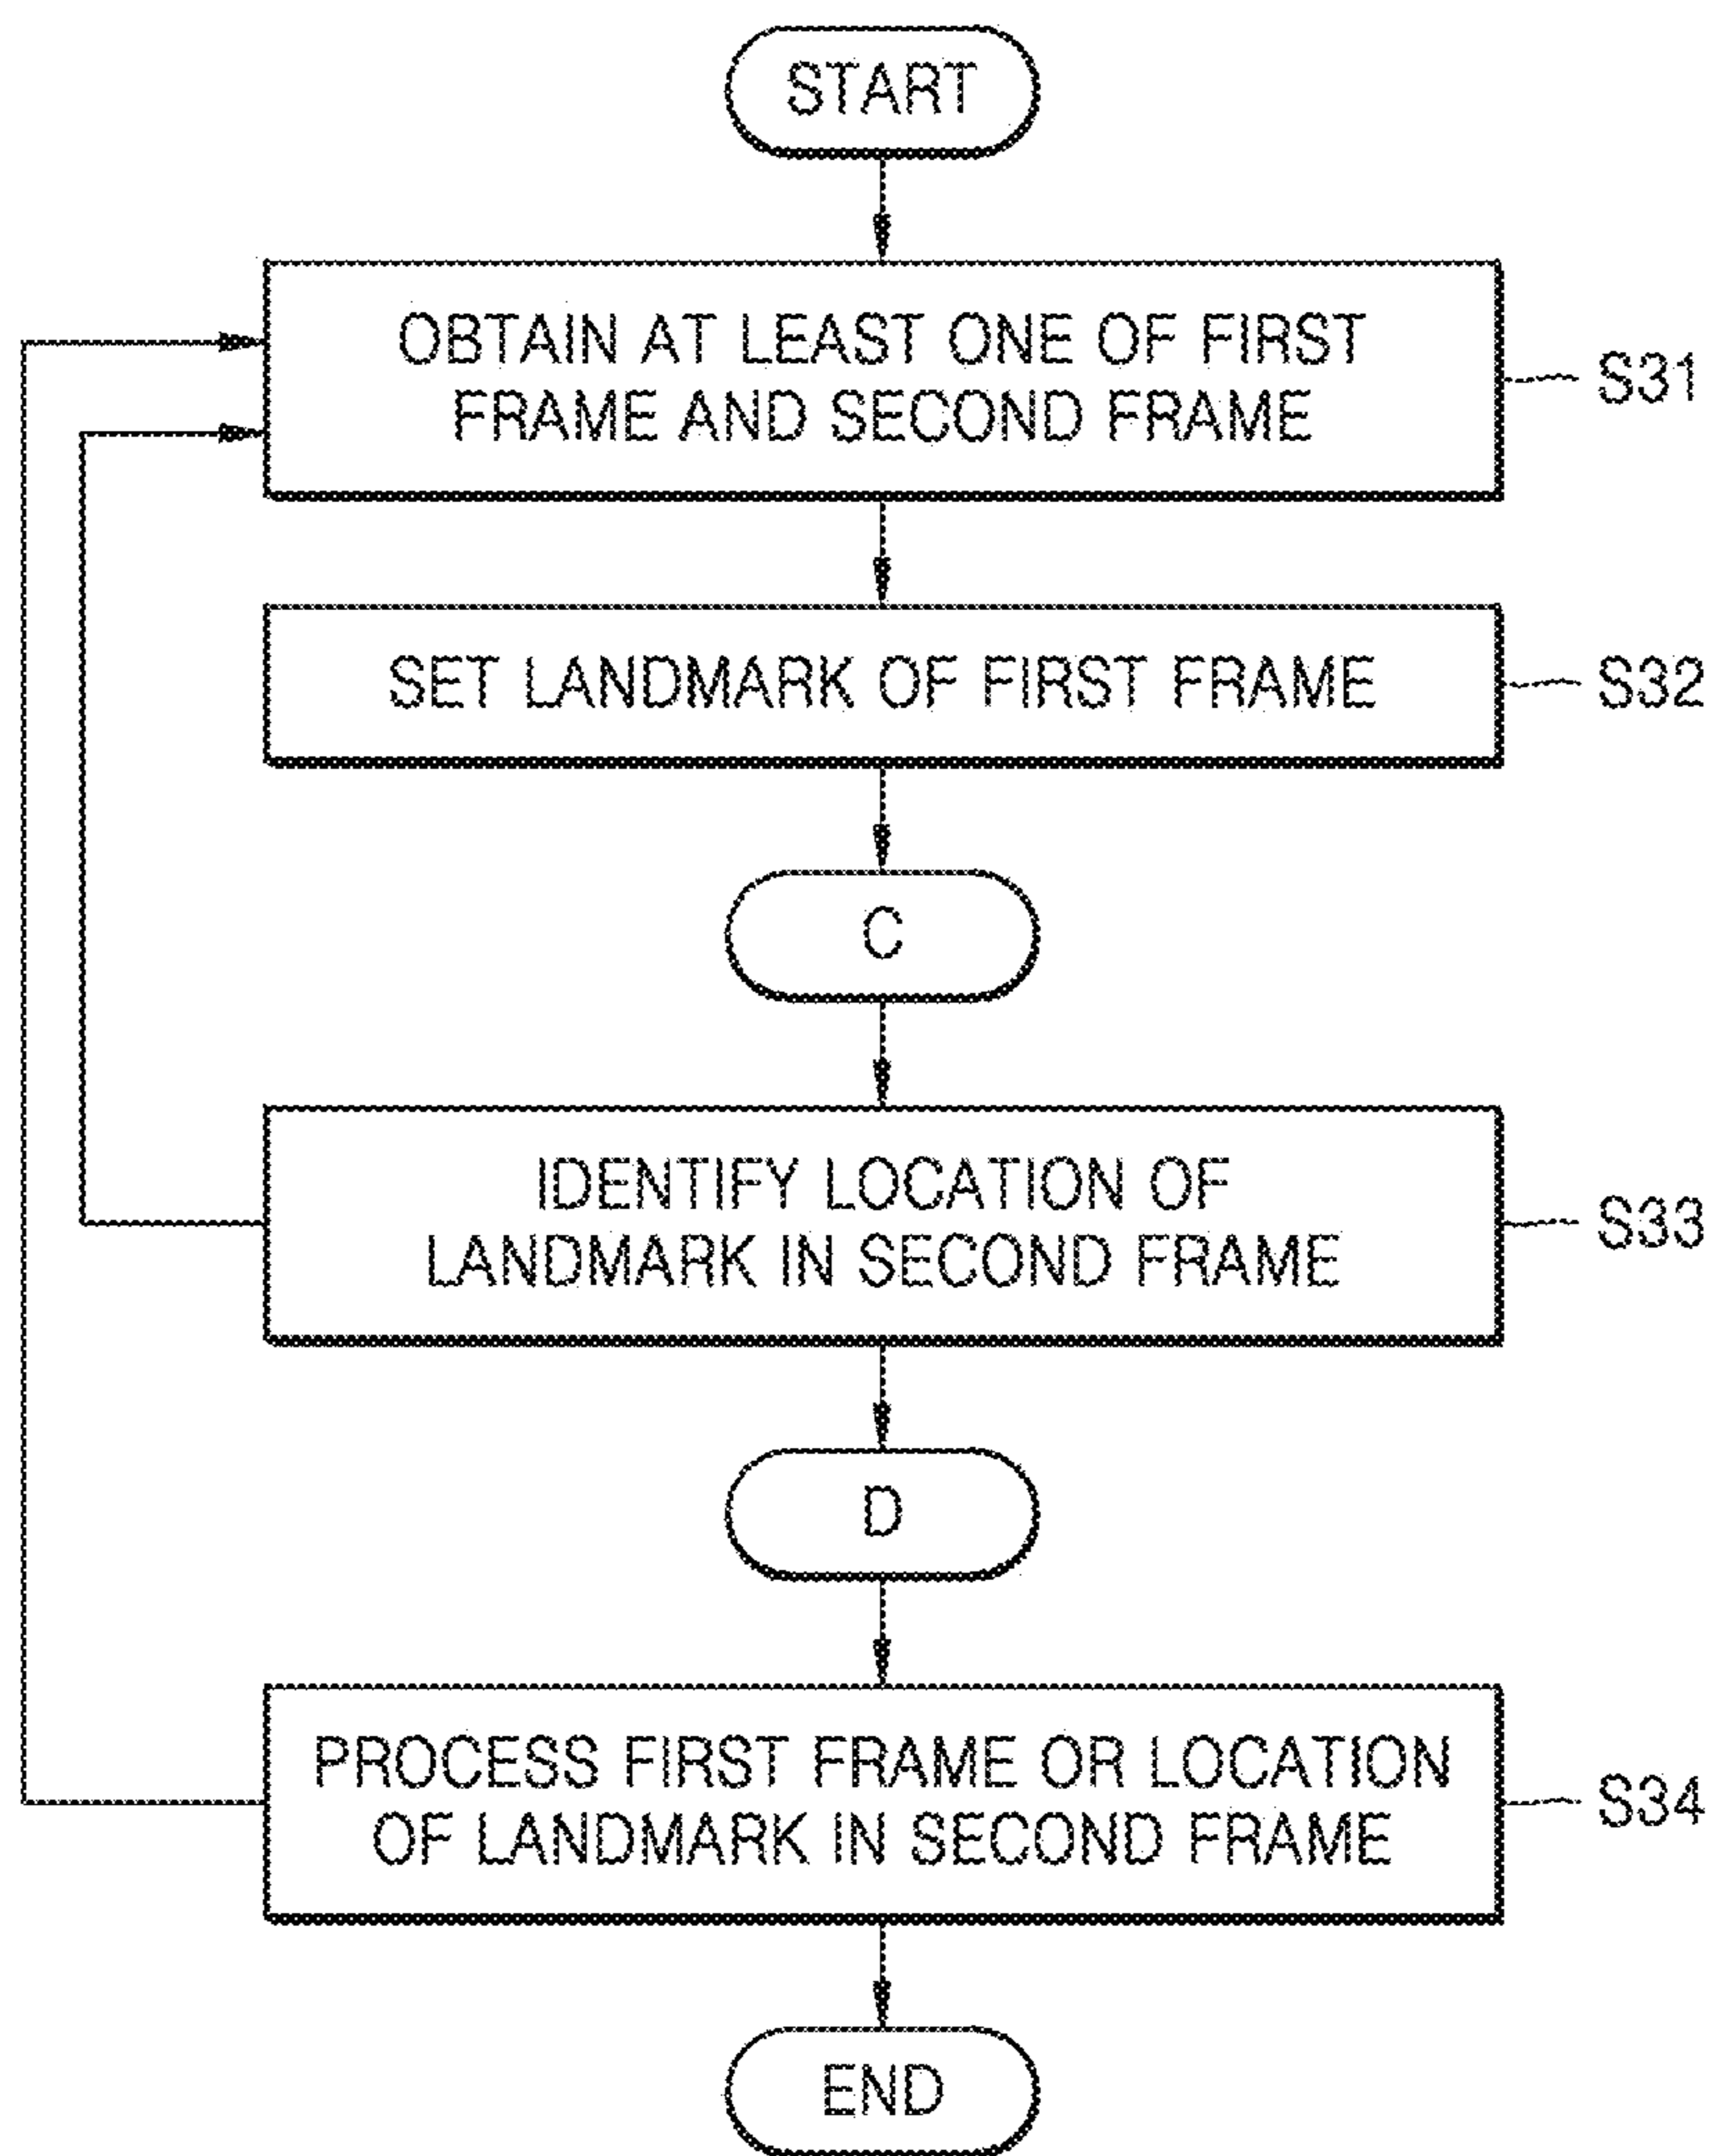 START
OBTAIN AT LEAST ONE OF FIRST
FRAME AND SECOND FRAME
S31
SET LANDMARK OF FIRST FRAME
S32
C
IDENTIFY LOCATION OF
LANDMARK IN SECOND FRAME
S33
D
PROCESS FIRST FRAME OR LOCATION
OF LANDMARK IN SECOND FRAME
S34
END